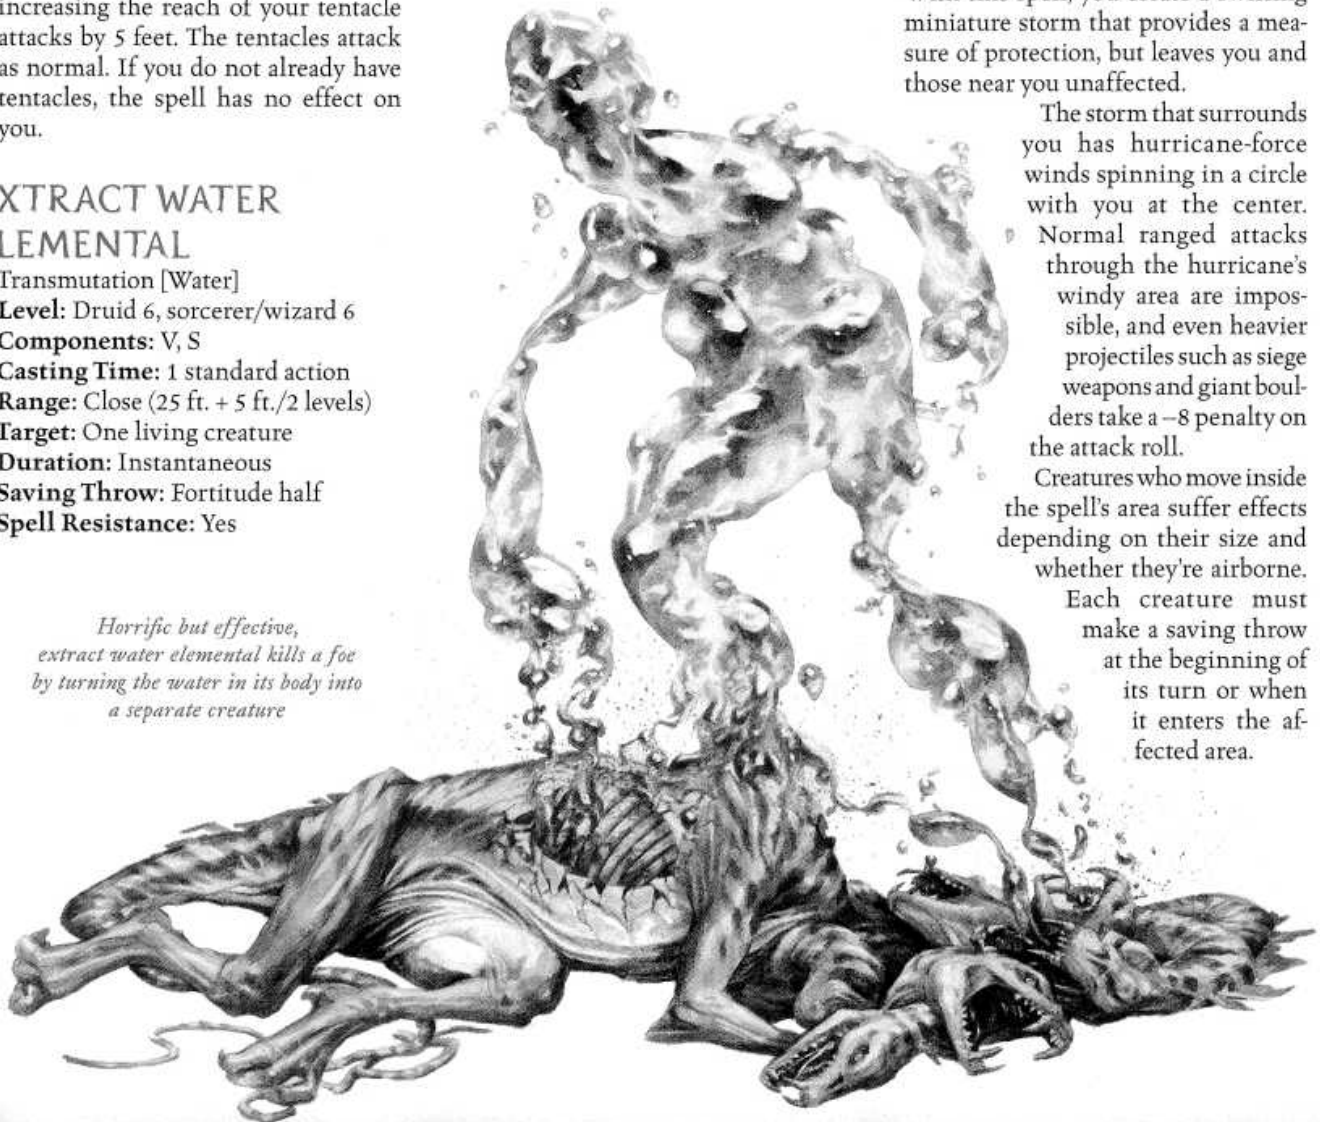 increasing the reach of your tentacle
attacks by 5 feet. The tentacles attack
as normal. If you do not already have
tentacles, the spell has no effect on
you.
XTRACT WATER
LEMENTAL
Transmutation [Water]
Level: Druid 6, sorcerer/wizard 6
Components: V, S
Casting Time: 1 standard action
Range: Close (25 ft. + 5 ft./2 levels)
Target: One living creature
Duration: Instantaneous
Saving Throw: Fortitude half
Spell Resistance: Yes
Horrific but effective,
extract water elemental kills a foe
by turning the water in its body into
a separate creature
miniature storm that provides a mea-
sure of protection, but leaves you and
those near you unaffected.
The storm that surrounds
you has hurricane-force
winds spinning in a circle
with you at the center.
Normal ranged attacks
through the hurricane's
windy area are impos-
sible, and even heavier
projectiles such as siege
weapons and giant boul-
ders take a –8 penalty on
the attack roll.
Creatures who move inside
the spell's area suffer effects
depending on their size and
whether they're airborne.
Each creature must
make a saving throw
at the beginning of
its turn or when
it enters the af-
fected area.